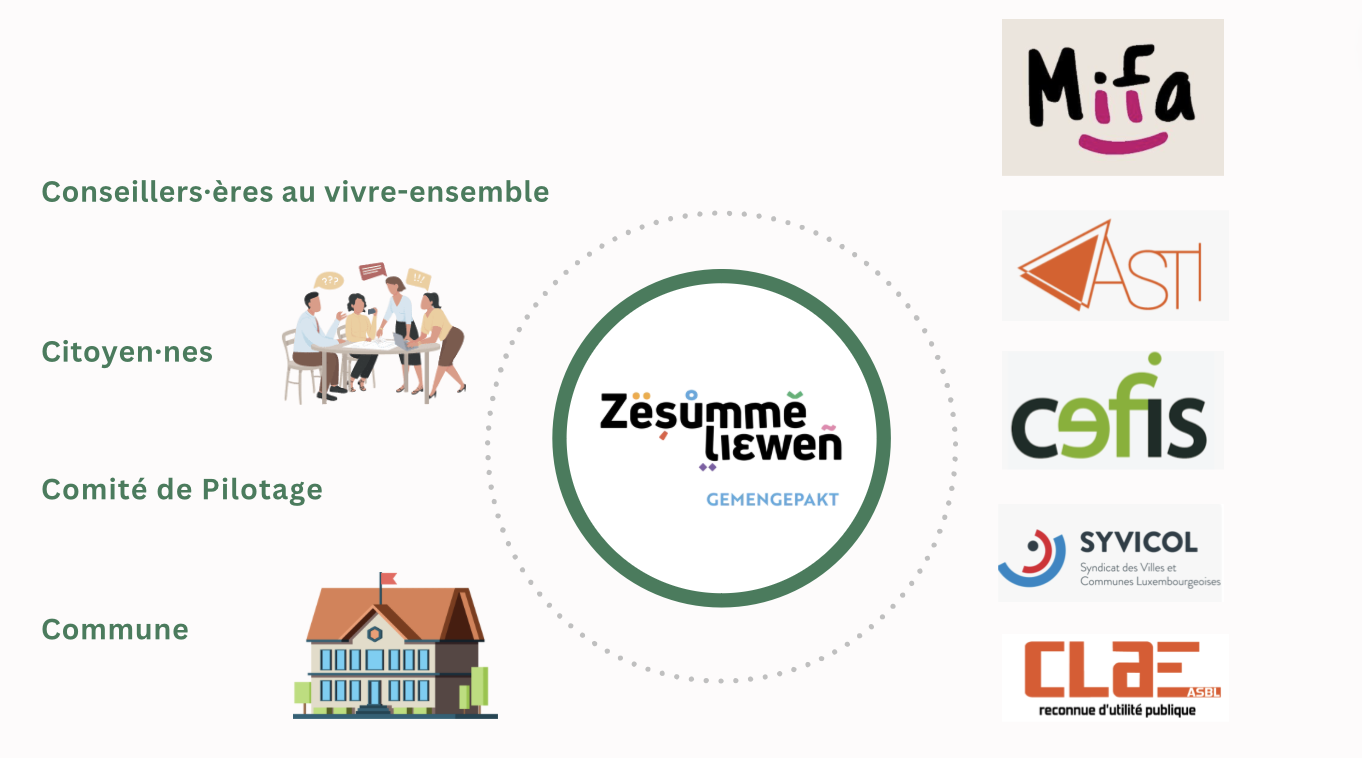 Conseillers·ères au vivre-ensemble
???
!!!
Citoyen·nes
Comité de Pilotage
Commune
Zësumme
liewen
GEMENGEPAKT
Mifa
ASTI
cefis
SYVICOL
Syndicat des Villes et
Communes Luxembourgeoises
CLAE
ASBL
reconnue d'utilité publique